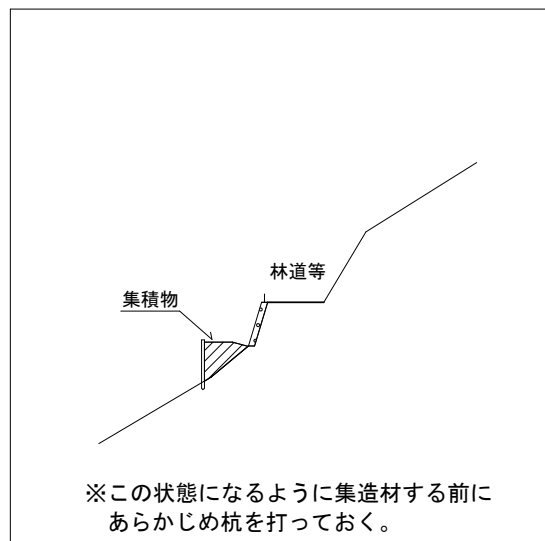 林道等
集積物
※この状態になるように集造材する前に
あらかじめ杭を打っておく。